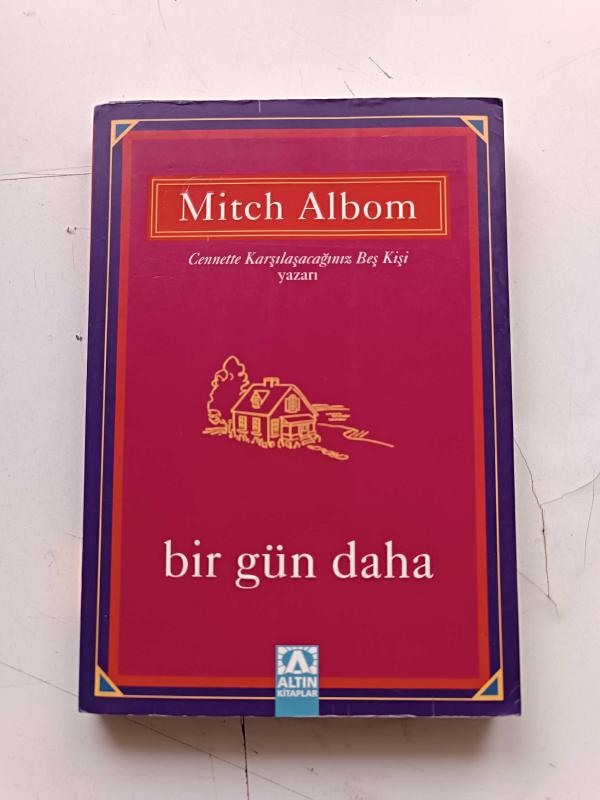 Mitch Albom
Cennette Karşılaşacağınız Beş Kişi
yazarı
bir gün daha
ALTIN
KİTAPLAR